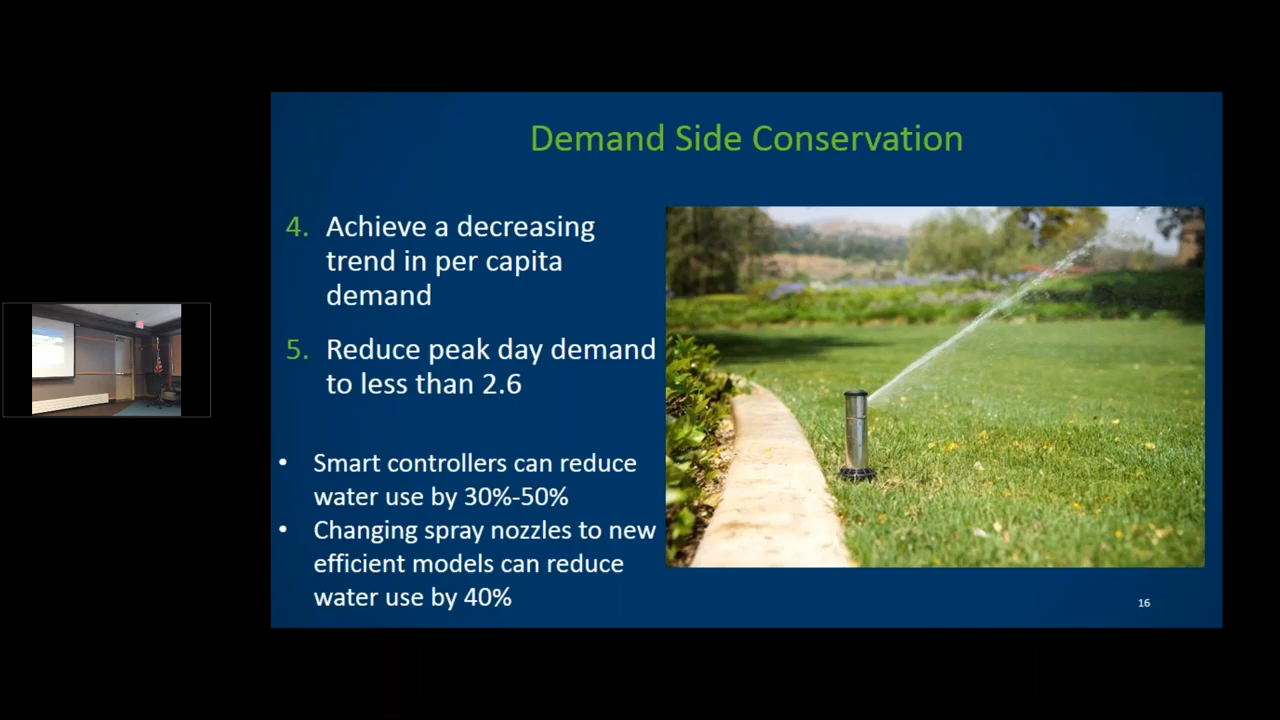 Demand Side Conservation
4. Achieve a decreasing
trend in per capita
demand
5. Reduce peak day demand
to less than 2.6
• Smart controllers can reduce
water use by 30%-50%
• Changing spray nozzles to new
efficient models can reduce
water use by 40%
16